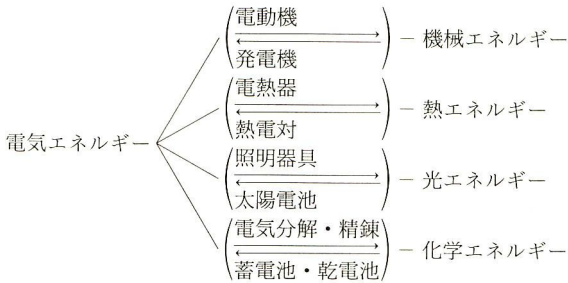 電動機
機械エネルギー
発電機
電熱器
熱エネルギー
熱電対
電気エネルギー
照明器具
光エネルギー
太陽電池
電気分解・精錬
化学エネルギー
蓄電池・乾電池